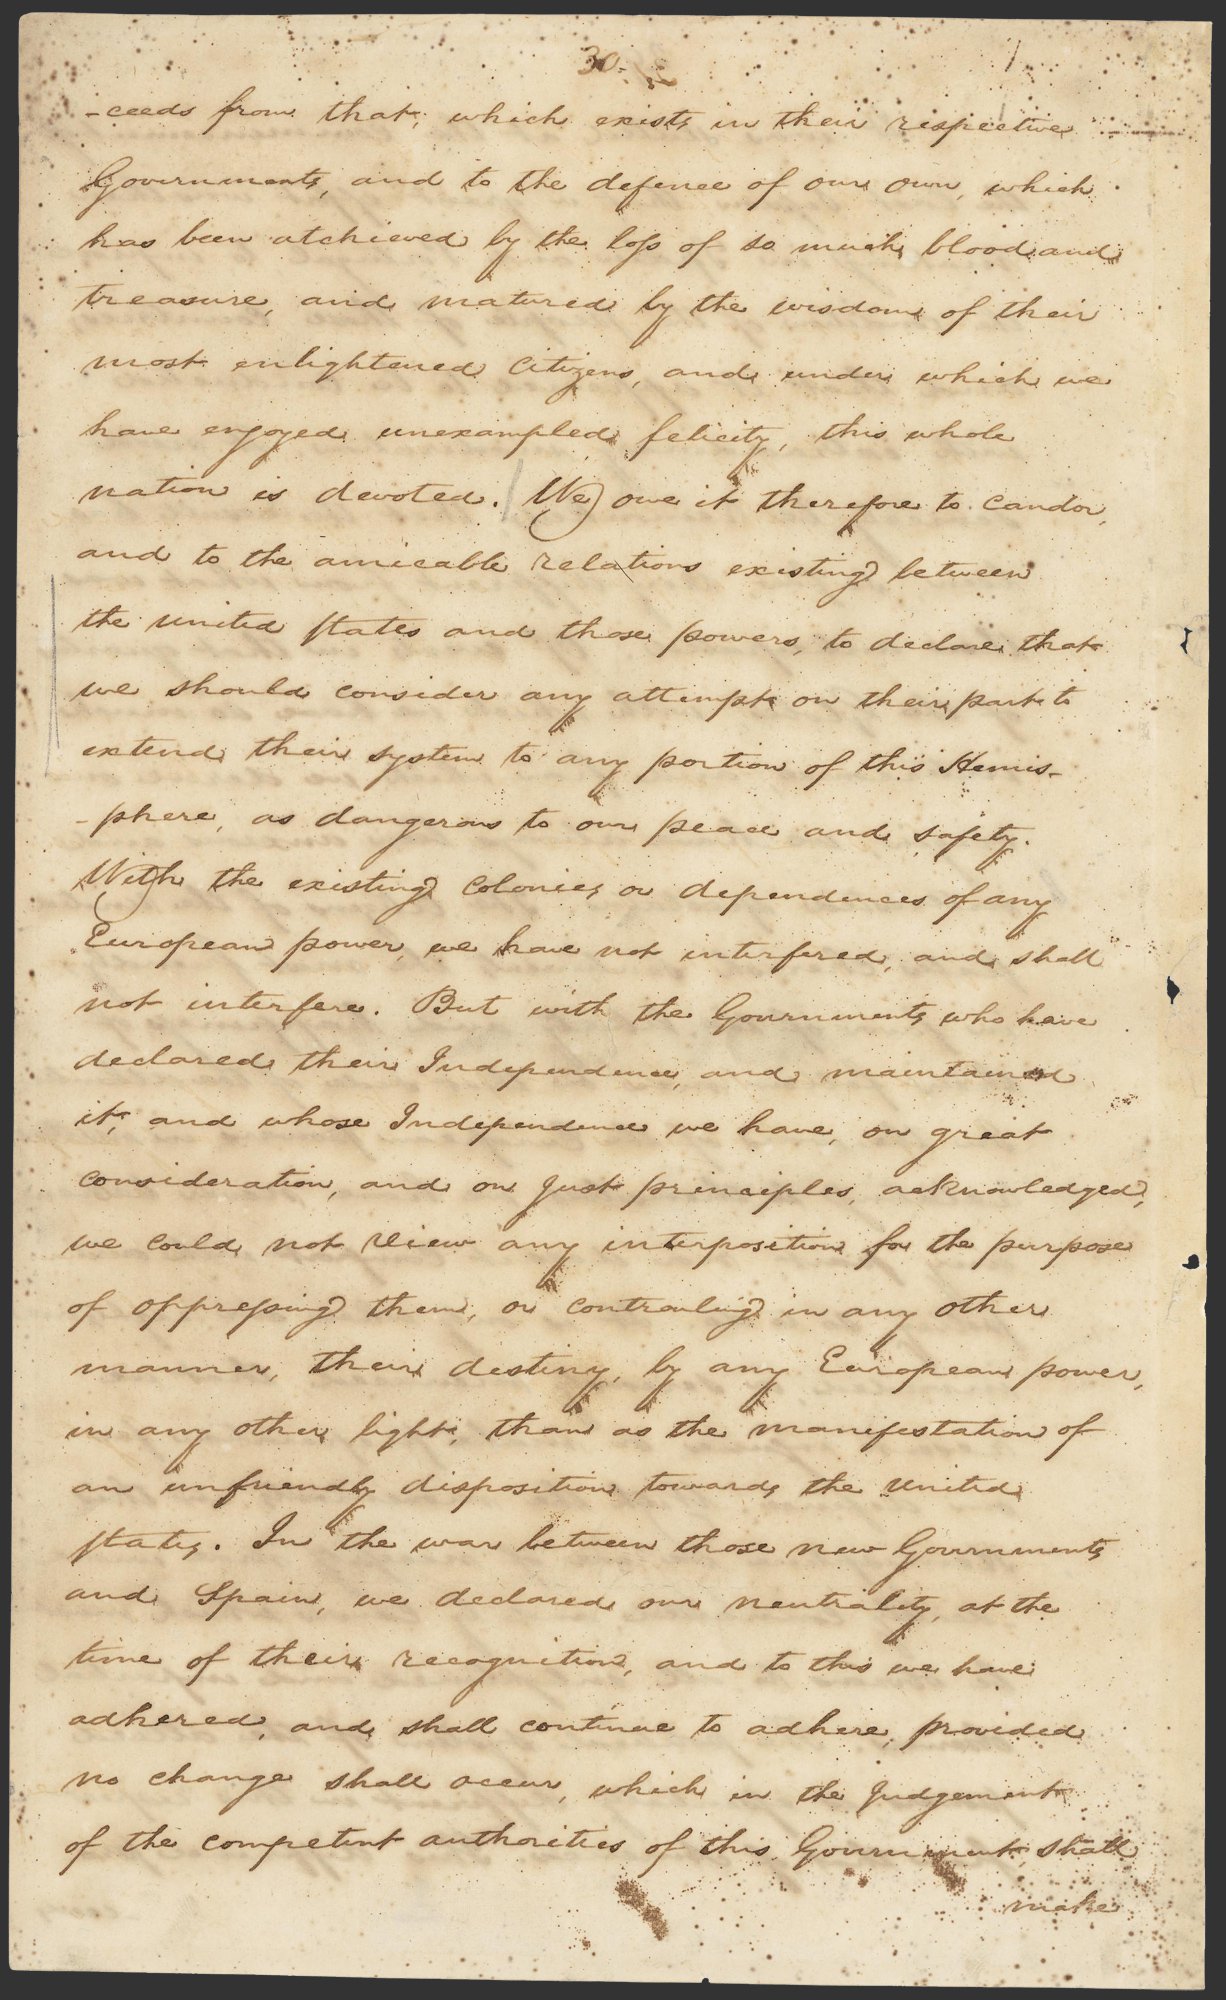 30.
-ceeds from that, which exists in their respective
Governments, and to the defence of our own, which
has been atchieved by the loss of so much blood and
treasure, and matured by the wisdom of their
most enlightened Citizens, and under which we
have enjoyed unexampled felicity, this whole
nation is devoted. We owe it therefore to candor,
and to the amicable relations existing between
the United States and those powers, to declare that
we should consider any attempt on their part to
extend their system to any portion of this Hemis-
-phere, as dangerous to our peace and safety.
With the existing Colonies or dependences of any
European power, we have not interfered, and shall
not interfere. But with the Governments who have
declared their Independence, and maintained
it, and whose Independence we have, on great
consideration, and on just principles, acknowledged,
we could not view any interposition for the purpose
of oppressing them, or controuling in any other
manner, their destiny, by any European power,
in any other light, than as the manifestation of
an unfriendly disposition towards the United
States. In the war between those new Governments
and Spain, we declared our neutrality, at the
time of their recognition, and to this we have
adhered, and shall continue to adhere, provided
no change shall occur, which in the judgement
of the competent authorities of this Government, shall
make